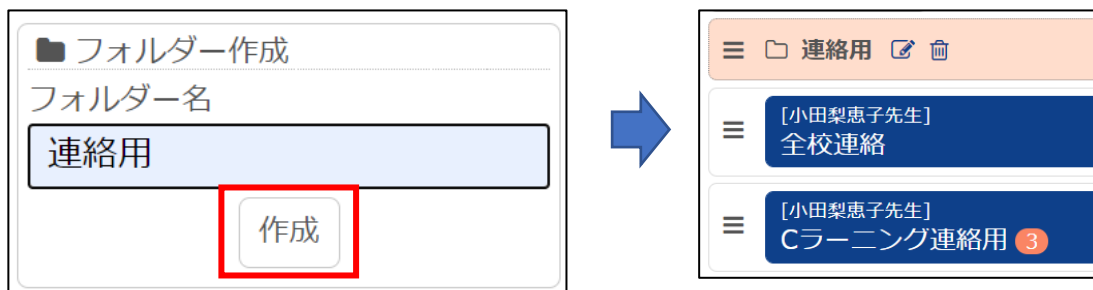 フォルダー作成
フォルダー名
連絡用
作成
連絡用
[小田梨恵子先生]
全校連絡
[小田梨恵子先生]
Cラーニング連絡用 3